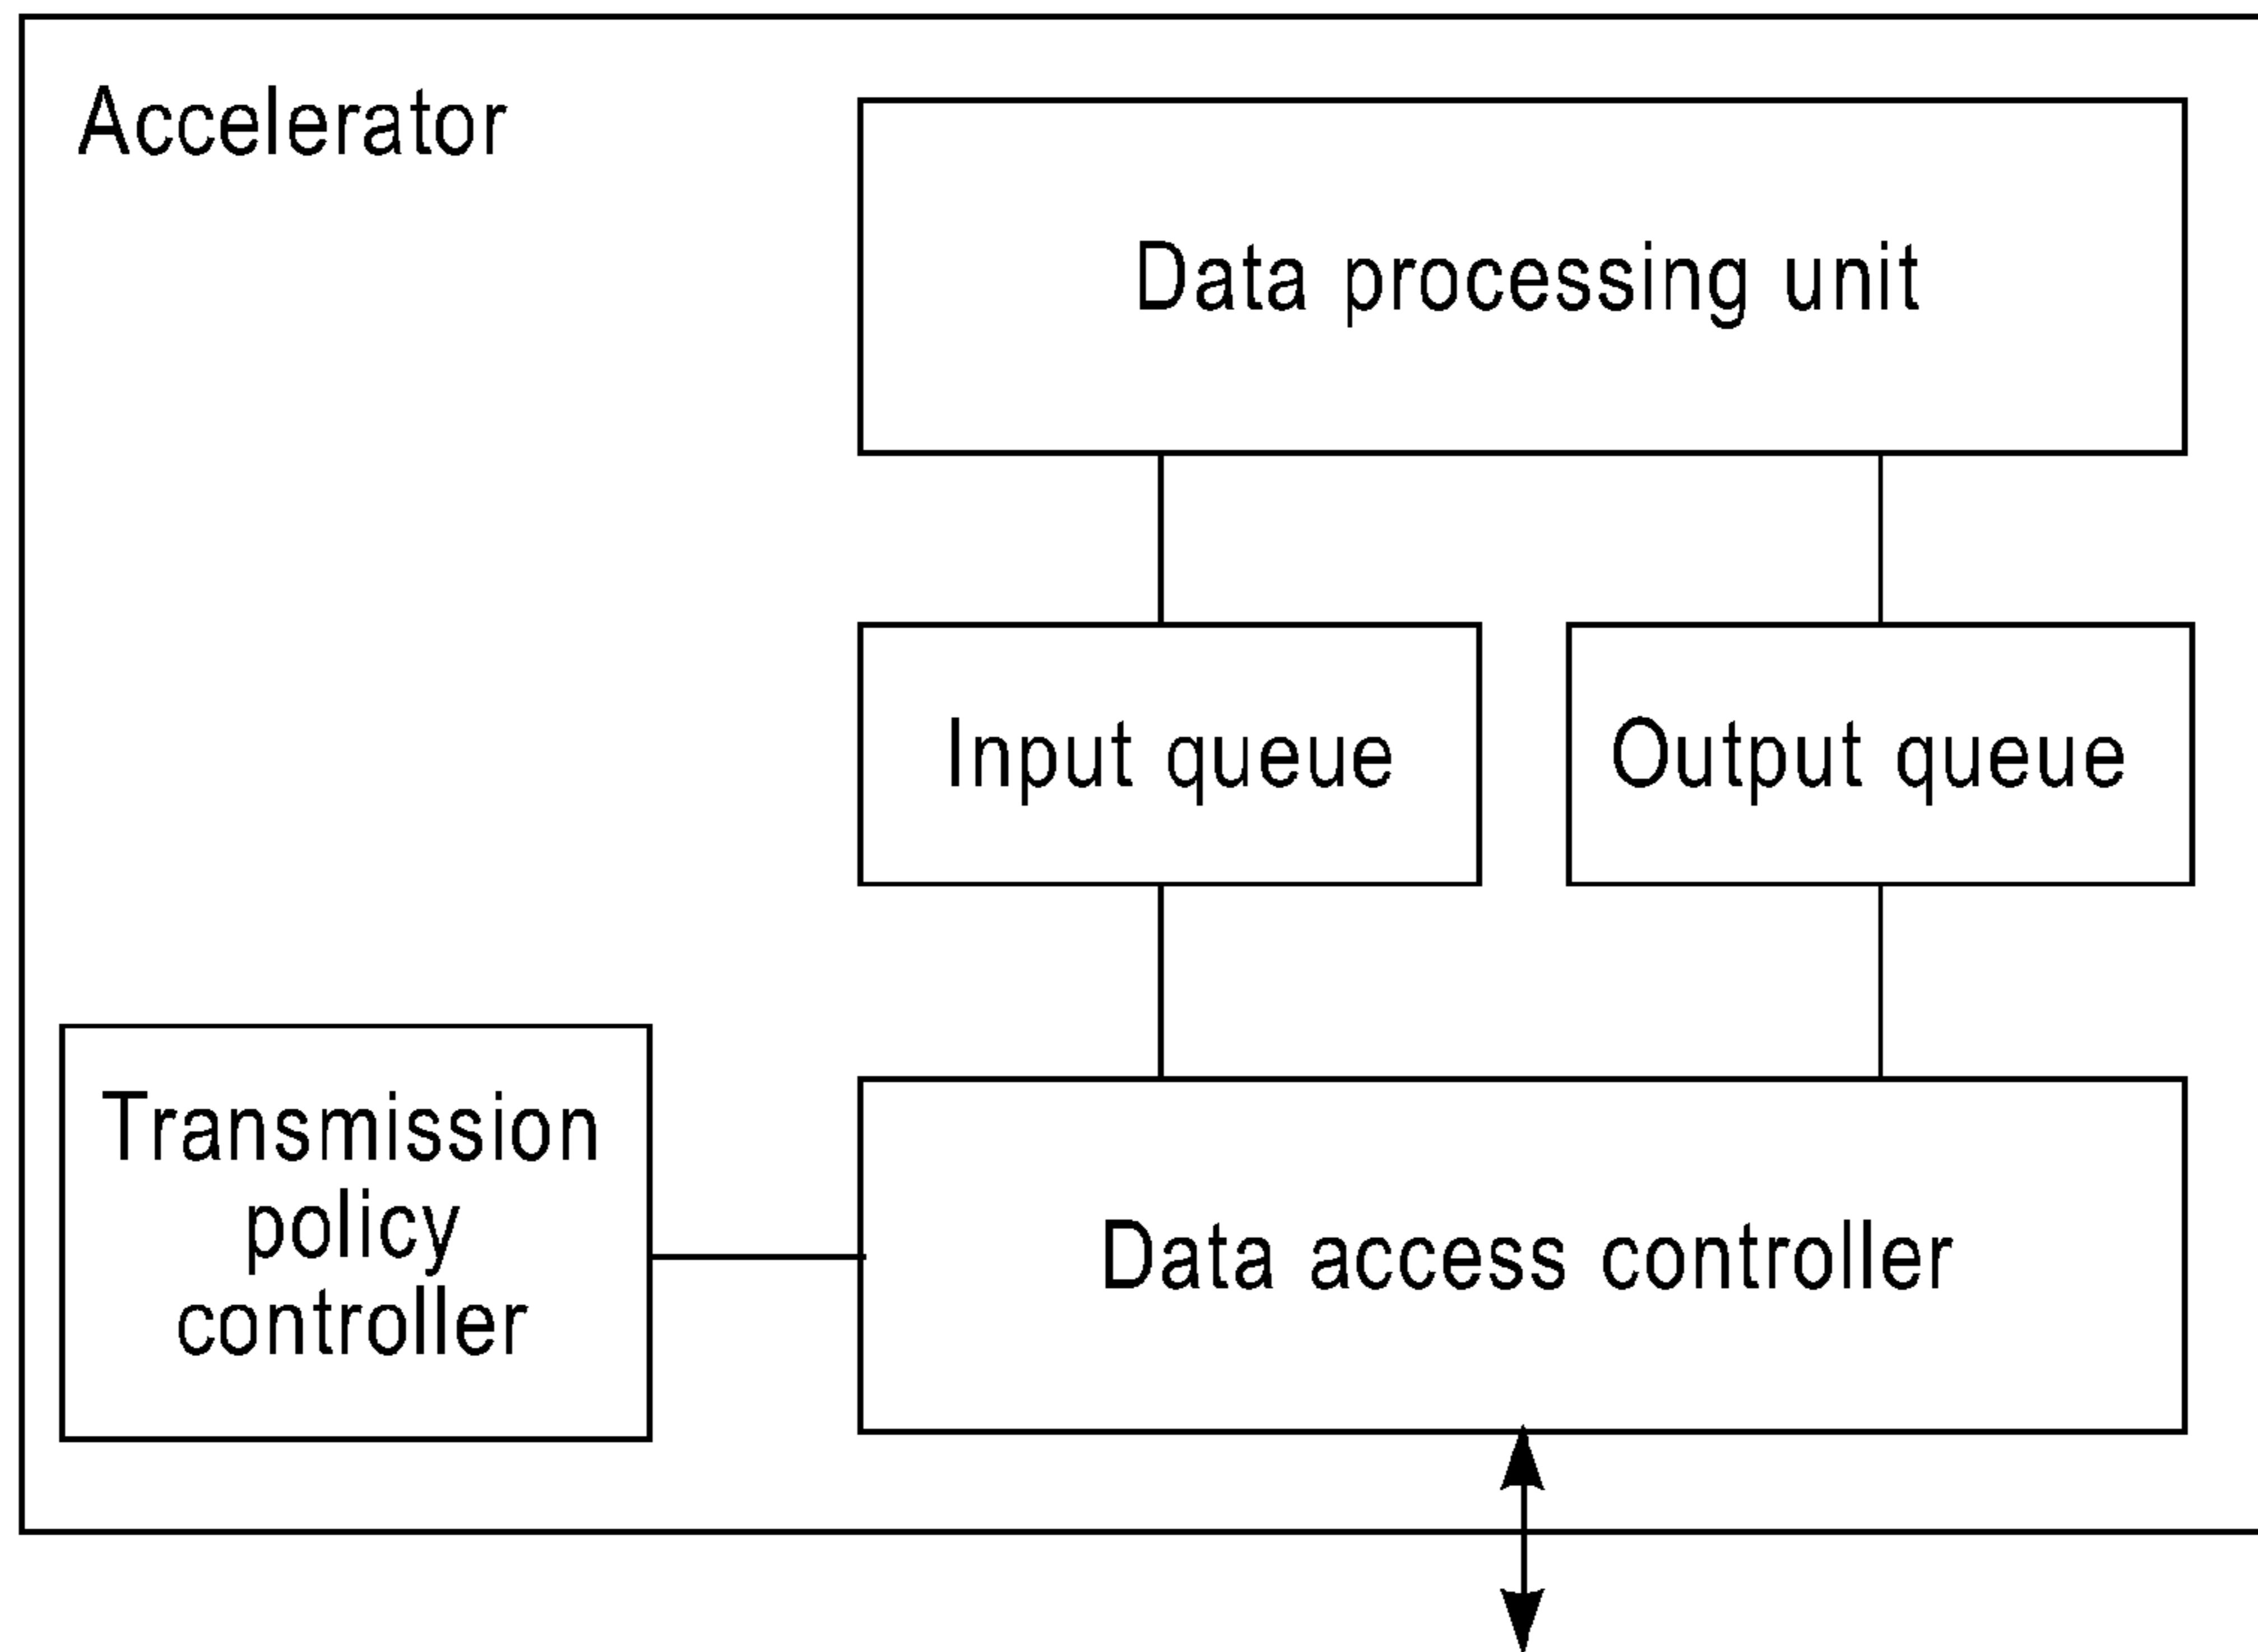 Accelerator
Data processing unit
Input queue
Output queue
Transmission
policy
controller
Data access controller